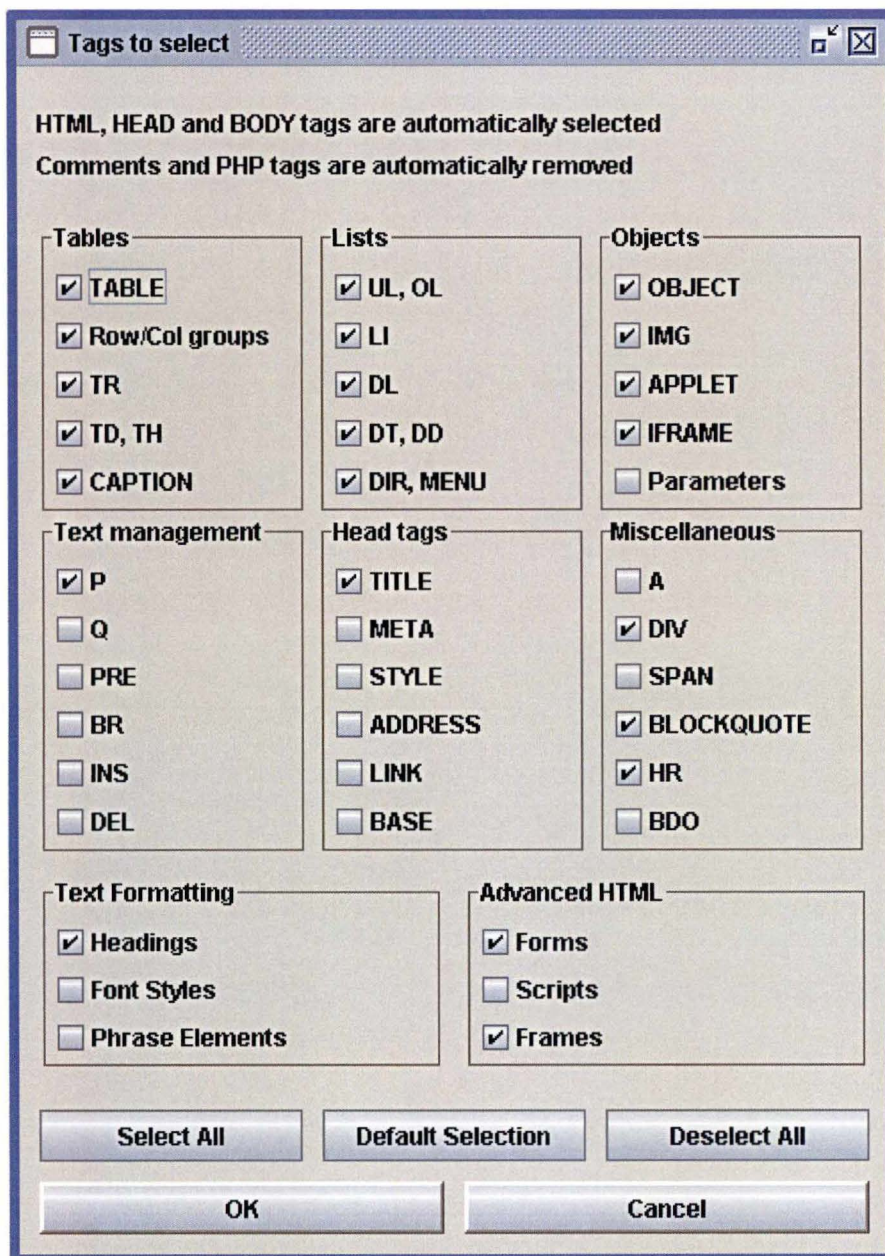 Tags to select
HTML, HEAD and BODY tags are automatically selected
Comments and PHP tags are automatically removed
Tables
TABLE
Row/Col groups
TR
TD, TH
CAPTION
Lists
UL, OL
LI
DL
DT, DD
DIR, MENU
Objects
OBJECT
IMG
APPLET
IFRAME
Parameters
Text management
P
Q
PRE
BR
INS
DEL
Head tags
TITLE
META
STYLE
ADDRESS
LINK
BASE
Miscellaneous
A
DIV
SPAN
BLOCKQUOTE
HR
BDO
Text Formatting
Headings
Font Styles
Phrase Elements
Advanced HTML
Forms
Scripts
Frames
Select All
Default Selection
Deselect All
OK
Cancel